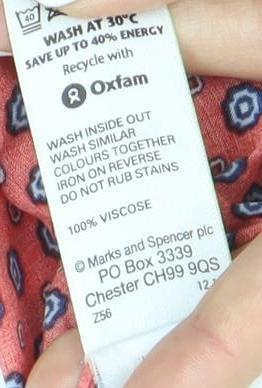 40
WASH AT 30°C
SAVE UP TO 40% ENERGY
Recycle with
Oxfam
WASH INSIDE OUT
WASH SIMILAR
COLOURS TOGETHER
IRON ON REVERSE
DO NOT RUB STAINS
100% VISCOSE
© Marks and Spencer plc
PO Box 3339
Chester CH99 9QS
Z56 12.1